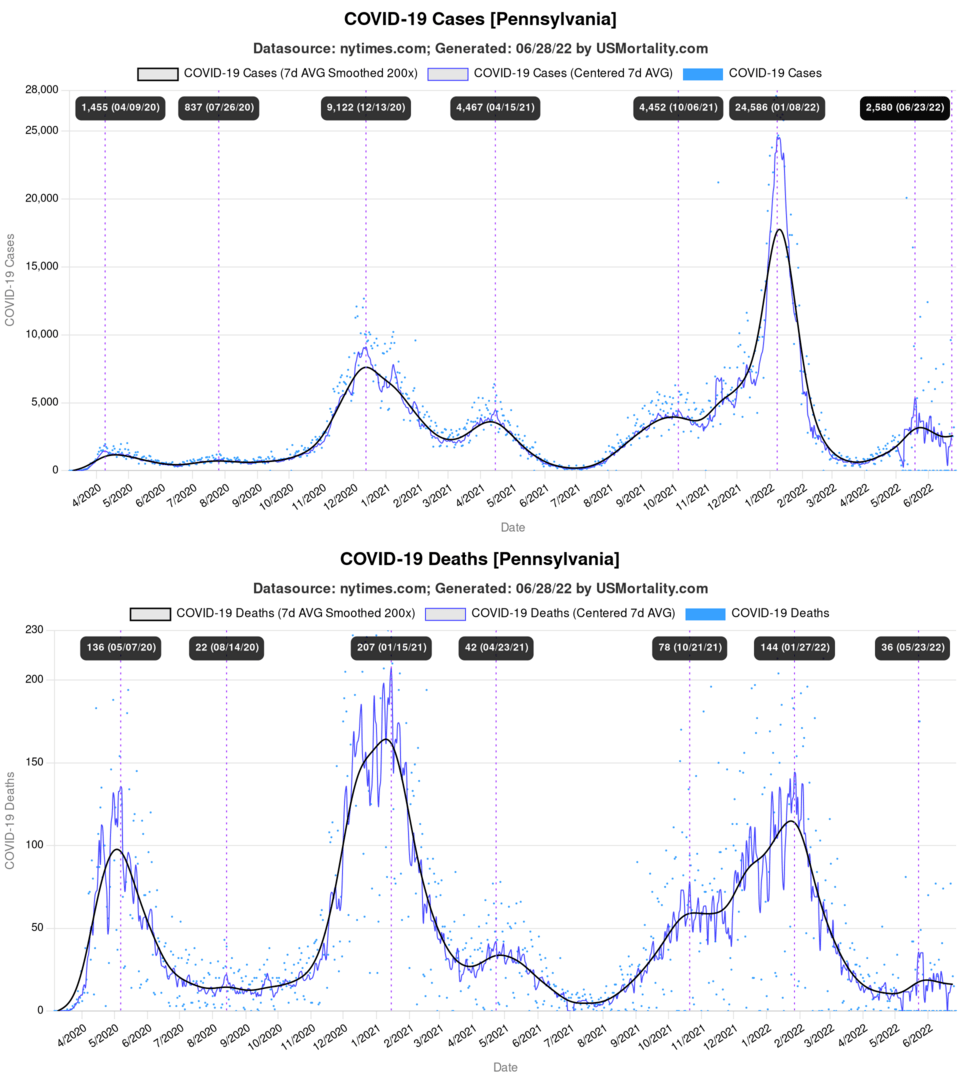 COVID-19 Cases [Pennsylvania]
Datasource: nytimes.com; Generated: 06/28/22 by USMortality.com
COVID-19 Cases (7d AVG Smoothed 200x) COVID-19 Cases (Centered 7d AVG) COVID-19 Cases
28,000
1,455 (04/09/20) 837 (07/26/20) 9,122 (12/13/20) 4,467 (04/15/21) 4,452 (10/06/21) 24,586 (01/08/22) 2,580 (06/23/22)
25,000
20,000
15,000
10,000
5,000
0
COVID-19 Cases
4/2020 5/2020 6/2020 7/2020 8/2020 9/2020 10/2020 11/2020 12/2020 1/2021 2/2021 3/2021 4/2021 5/2021 6/2021 7/2021 8/2021 9/2021 10/2021 11/2021 12/2021 1/2022 2/2022 3/2022 4/2022 5/2022 6/2022
Date
COVID-19 Deaths [Pennsylvania]
Datasource: nytimes.com; Generated: 06/28/22 by USMortality.com
COVID-19 Deaths (7d AVG Smoothed 200x) COVID-19 Deaths (Centered 7d AVG) COVID-19 Deaths
230
136 (05/07/20) 22 (08/14/20) 207 (01/15/21) 42 (04/23/21) 78 (10/21/21) 144 (01/27/22) 36 (05/23/22)
200
150
100
50
0
COVID-19 Deaths
4/2020 5/2020 6/2020 7/2020 8/2020 9/2020 10/2020 11/2020 12/2020 1/2021 2/2021 3/2021 4/2021 5/2021 6/2021 7/2021 8/2021 9/2021 10/2021 11/2021 12/2021 1/2022 2/2022 3/2022 4/2022 5/2022 6/2022
Date